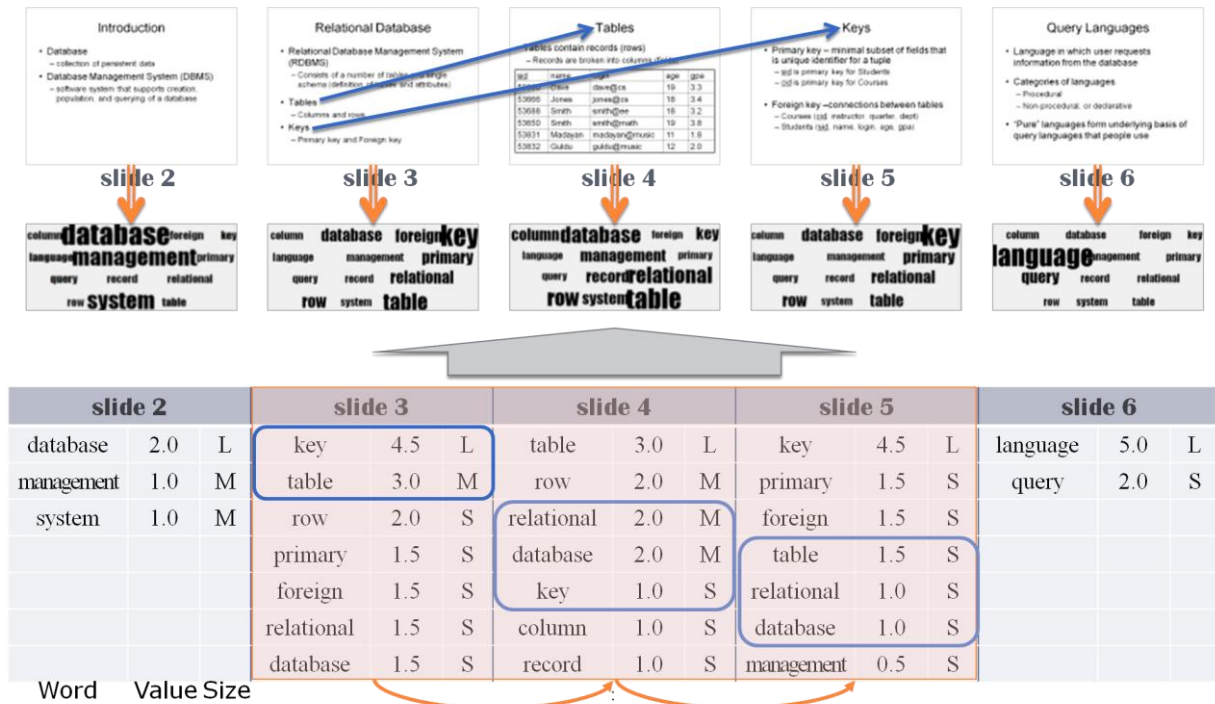 Introduction
• Database
– collection of persistent data
• Database Management System (DBMS)
– software system that supports creation, population, and querying of a database
Relational Database
• Relational Database Management System (RDBMS)
– Consists of a number of tables and single schema (definition of tables and attributes)
• Tables
– Columns and rows
• Keys
– Primary key and Foreign key
Tables
Tables contain records (rows)
– Records are broken into columns (fields)
sid name login age gpa
Dave dave@cs 19 3.3
53666 Jones jones@cs 18 3.4
53688 Smith smith@ee 18 3.2
53650 Smith smith@math 19 3.8
53831 Madayan madayan@music 11 1.8
53832 Guldu guldu@music 12 2.0
Keys
• Primary key – minimal subset of fields that is unique identifier for a tuple
– sid is primary key for Students
– cid is primary key for Courses
• Foreign key –connections between tables
– Courses (cid, instructor, quarter, dept)
– Students (sid, name, login, age, gpa)
Query Languages
• Language in which user requests information from the database
• Categories of languages
– Procedural
– Non-procedural, or declarative
• "Pure" languages form underlying basis of query languages that people use
slide 2 slide 3 slide 4 slide 5 slide 6
column database foreign key
language management primary
query record relational
row system table
column database foreign key
language management primary
query record relational
row system table
column database foreign key
language management primary
query record relational
row system table
column database foreign key
language management primary
query record relational
row system table
column database foreign key
language management primary
query record relational
row system table
slide 2 slide 3 slide 4 slide 5 slide 6
database 2.0 L key 4.5 L table 3.0 L key 4.5 L language 5.0 L
management 1.0 M table 3.0 M row 2.0 M primary 1.5 S query 2.0 S
system 1.0 M row 2.0 S relational 2.0 M foreign 1.5 S
primary 1.5 S database 2.0 M table 1.5 S
foreign 1.5 S key 1.0 S relational 1.0 S
relational 1.5 S column 1.0 S database 1.0 S
database 1.5 S record 1.0 S management 0.5 S
Word Value Size :